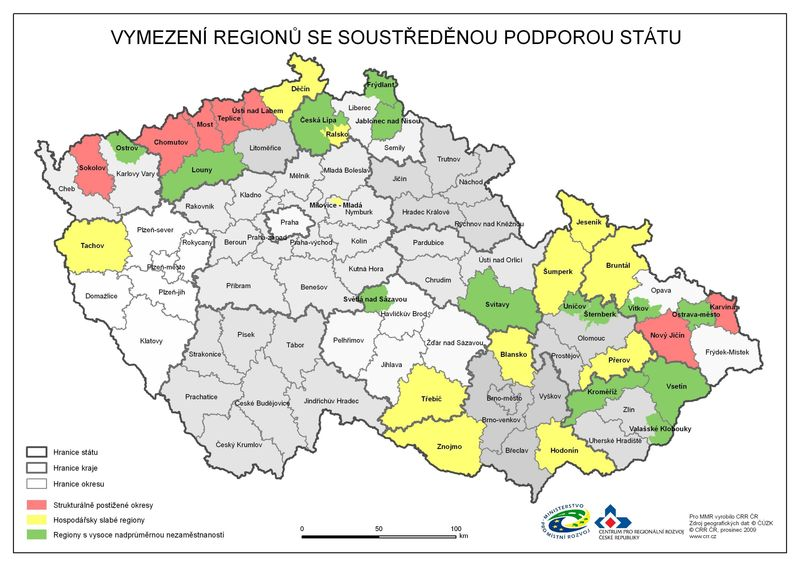 VYMEZENÍ REGIONŮ SE SOUSTŘEDĚNOU PODPOROU STÁTU
Děčín
Frýdlant
Ústí nad Labem
Liberec
Most
Teplice
Česká Lípa
Jablonec nad Nisou
Ralsko
Chomutov
Ostrov
Litoměřice
Semily
Sokolov
Karlovy Vary
Louny
Trutnov
Cheb
Mělník
Mladá Boleslav
Jičín
Náchod
Kladno
Rakovník
Milovice - Mladá
Nymburk
Hradec Králové
Rychnov nad Kněžnou
Jeseník
Praha
Plzeň-sever
Tachov
Rokycany
Beroun
Praha-západ
Praha-východ
Kolín
Pardubice
Ústí nad Orlicí
Šumperk
Bruntál
Plzeň-město
Kutná Hora
Chrudim
Opava
Domažlice
Plzeň-jih
Příbram
Benešov
Světlá nad Sázavou
Havlíčkův Brod
Svitavy
Uničov
Šternberk
Vítkov
Karviná
Ostrava-město
Klatovy
Písek
Tábor
Pelhřimov
Žďár nad Sázavou
Olomouc
Nový Jičín
Strakonice
Blansko
Prostějov
Přerov
Frýdek-Místek
Jihlava
Prachatice
České Budějovice
Jindřichův Hradec
Třebíč
Brno-město
Vyškov
Kroměříž
Vsetín
Brno-venkov
Zlín
Valašské Klobouky
Český Krumlov
Znojmo
Břeclav
Hodonín
Uherské Hradiště
Hranice státu
Hranice kraje
Hranice okresu
Strukturálně postižené okresy
Hospodářsky slabé regiony
Regiony s vysoce nadprůměrnou nezaměstnaností
0 50 100
km
MINISTERSTVO
PRO MÍSTNÍ ROZVOJ
CENTRUM PRO REGIONÁLNÍ ROZVOJ
ČESKÉ REPUBLIKY
Pro MMR vyrobilo CRR ČR
Zdroj geografických dat: © ČÚZK
© CRR ČR, prosinec 2009
www.crr.cz